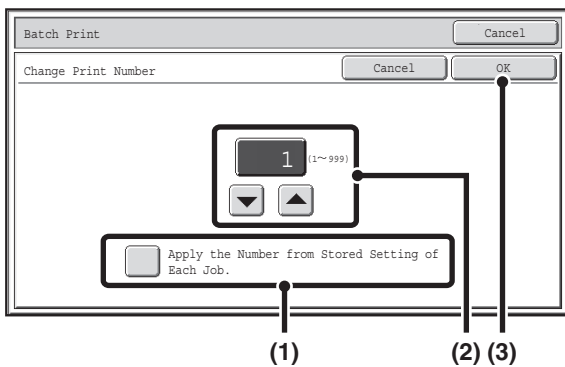 Batch Print
Cancel
Change Print Number
Cancel
OK
1
(1～999)
Apply the Number from Stored Setting of
Each Job.
(1)
(2) (3)